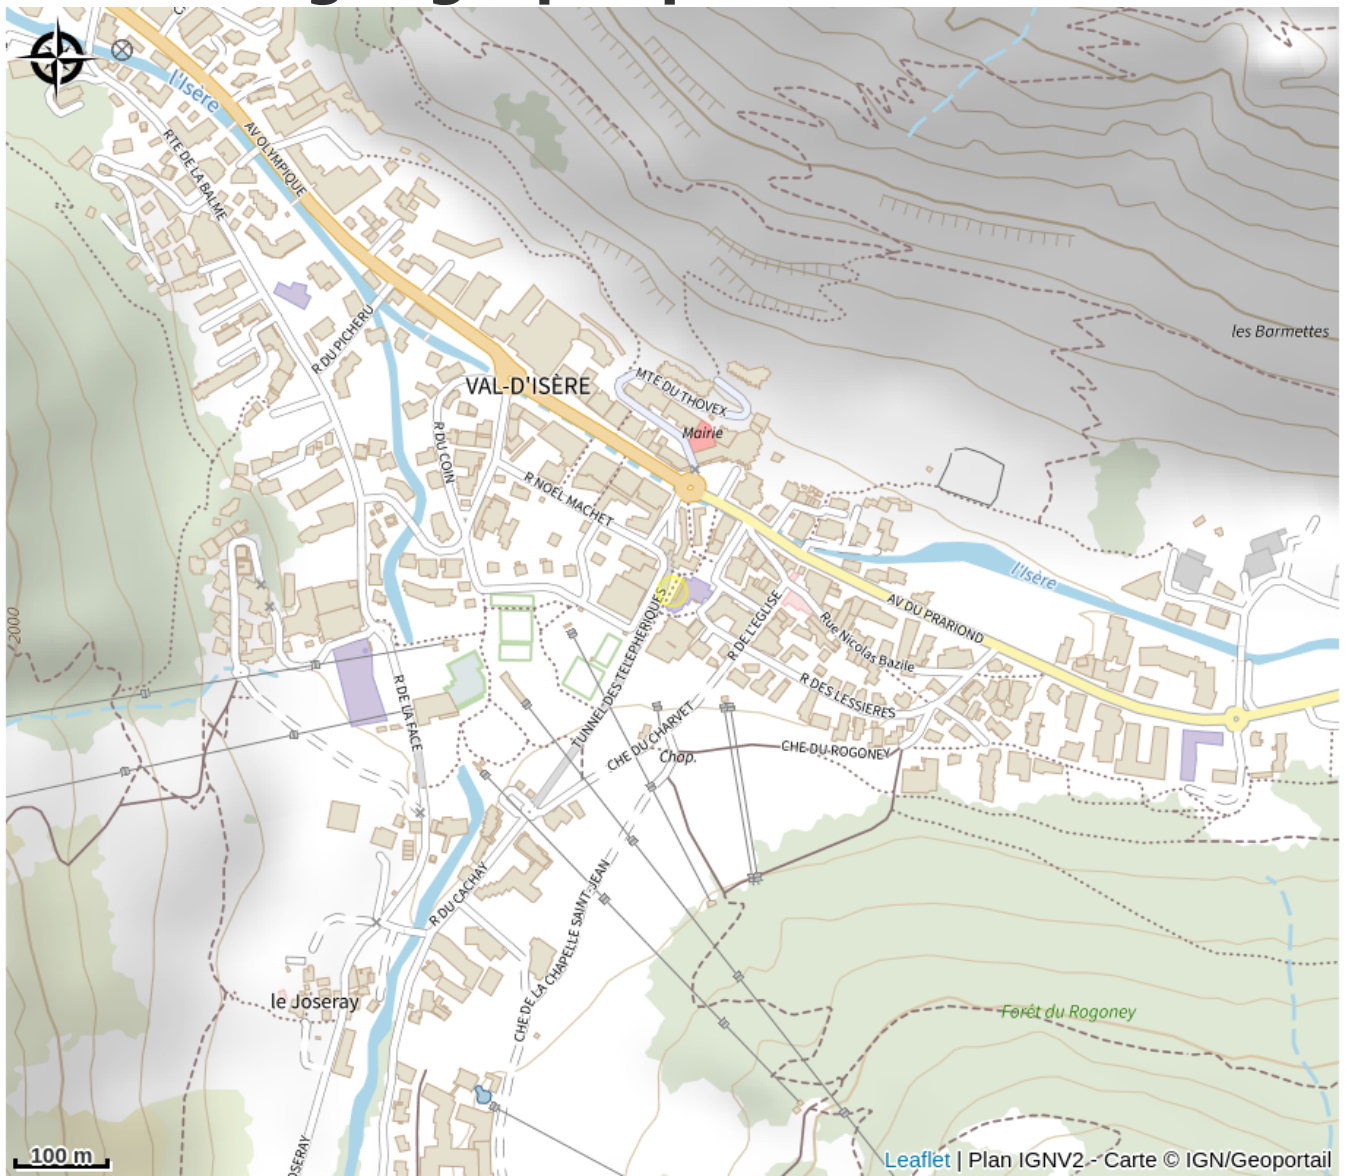 l'Isère
AV OLYMPIQUE
RTE DE LA BALME
R DU PICHERU
les Barmettes
VAL-D'ISÈRE
MTE DU THOVEX
Mairie
R DU COIN
R NOEL MACHET
l'Isère
AV DU PRARIOND
2000
TUNNEL DES TELEPHERIQUES
R DE L'EGLISE
Rue Nicolas Bazile
R DES LESSIERES
R DE LA FACE
CHE DU CHARVET
Chap.
CHE DU ROGONEY
R DU CACHAY
CHE DE LA CHAPELLE SAINT-JEAN
le Joseray
Forêt du Rogoney
OSERAY
100 m
Leaflet | Plan IGNV2 - Carte © IGN/Geoportail